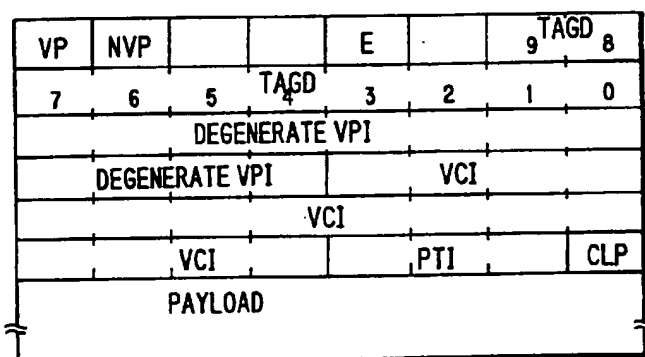 VP NVP E TAGD 9 8
TAGD
7 6 5 4 3 2 1 0
DEGENERATE VPI
DEGENERATE VPI VCI
VCI
VCI PTI CLP
PAYLOAD